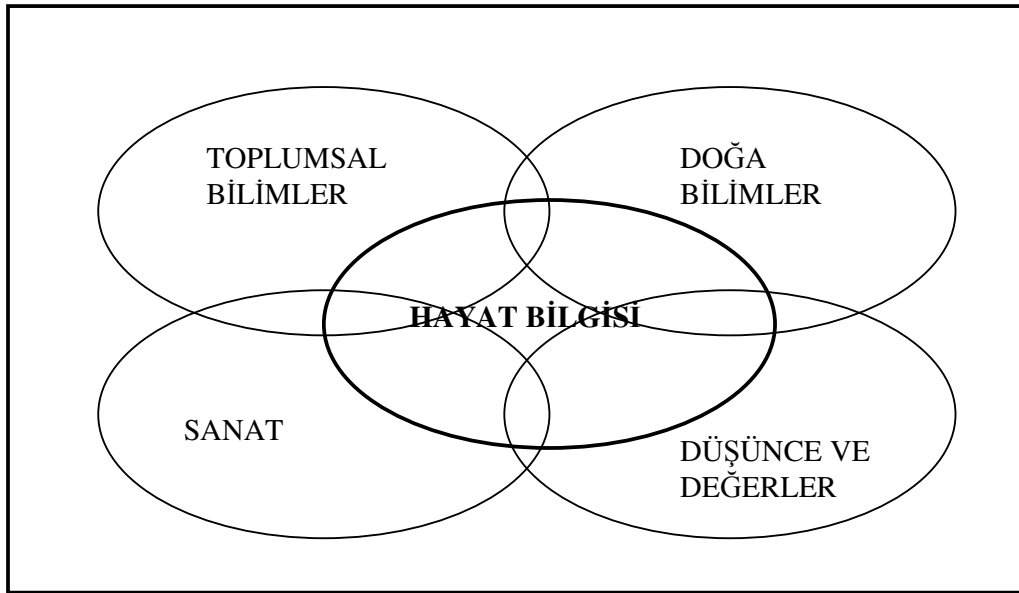 TOPLUMSAL
BİLİMLER
DOĞA
BİLİMLER
HAYAT BİLGİSİ
SANAT
DÜŞÜNCE VE
DEĞERLER